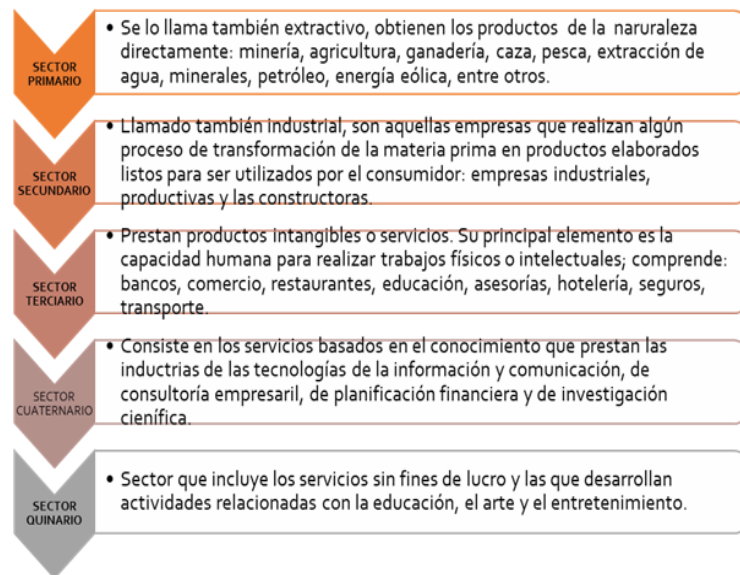 SECTOR
PRIMARIO
• Se lo llama también extractivo, obtienen los productos de la naruraleza
directamente: minería, agricultura, ganadería, caza, pesca, extracción de
agua, minerales, petróleo, energía eólica, entre otros.
SECTOR
SECUNDARIO
• Llamado también industrial, son aquellas empresas que realizan algún
proceso de transformación de la materia prima en productos elaborados
listos para ser utilizados por el consumidor: empresas industriales,
productivas y las constructoras.
SECTOR
TERCIARIO
• Prestan productos intangibles o servicios. Su principal elemento es la
capacidad humana para realizar trabajos físicos o intelectuales; comprende:
bancos, comercio, restaurantes, educación, asesorías, hotelería, seguros,
transporte.
SECTOR
CUATERNARIO
• Consiste en los servicios basados en el conocimiento que prestan las
industrias de las tecnologías de la información y comunicación, de
consultoría empresaril, de planificación financiera y de investigación
cienífica.
SECTOR
QUINARIO
• Sector que incluye los servicios sin fines de lucro y las que desarrollan
actividades relacionadas con la educación, el arte y el entretenimiento.